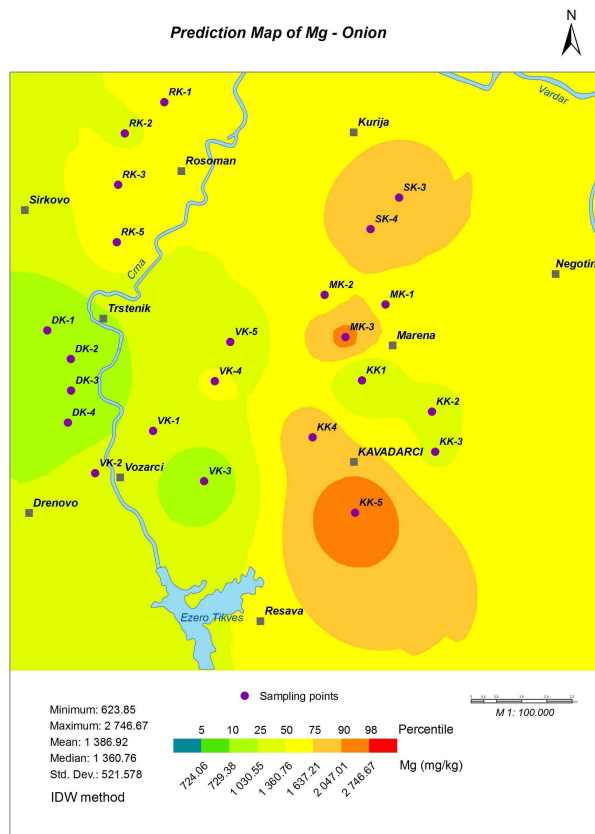 Prediction Map of Mg - Onion
N
Vardar
RK-1
RK-2
Kurija
Rosoman
RK-3
SK-3
Sirkovo
SK-4
RK-5
Crna
Negotin
MK-2
MK-1
Trstenik
DK-1
MK-3
VK-5
Marena
DK-2
VK-4
KK1
DK-3
KK-2
DK-4
VK-1
KK4
KK-3
KAVADARCI
VK-2
Vozarci
VK-3
Drenovo
KK-5
Ezero Tikves
Resava
Sampling points
M 1: 100.000
Minimum: 623.85
Maximum: 2 746.67
Mean: 1 386.92
Median: 1 360.76
Std. Dev.: 521.578
IDW method
5 10 25 50 75 90 98 Percentile
724.06 729.38 1 030.55 1 360.76 1 637.21 2 047.01 2 746.67 Mg (mg/kg)